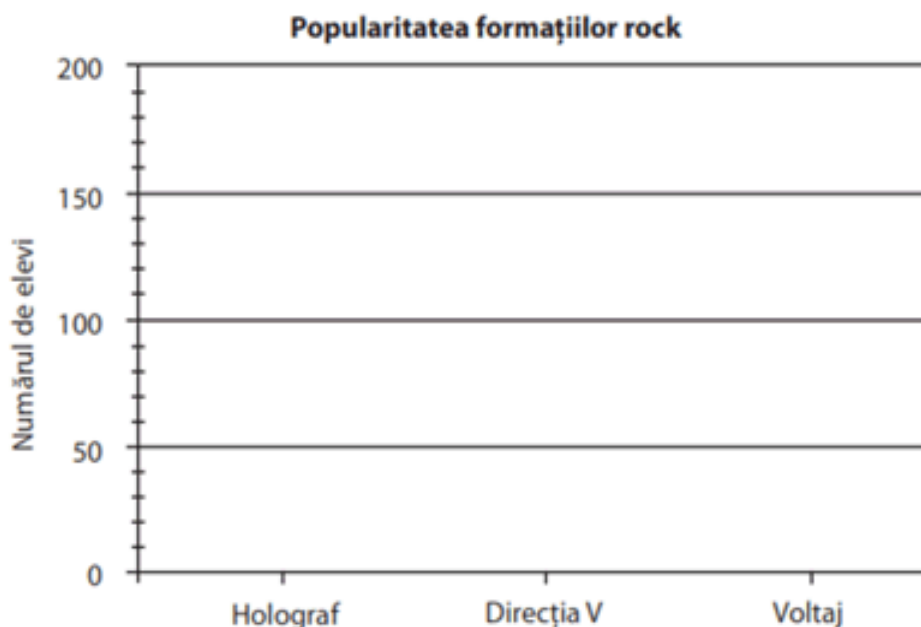 Popularitatea formațiilor rock
200
150
100
50
0
Numărul de elevi
Holograf Direcția V Voltaj